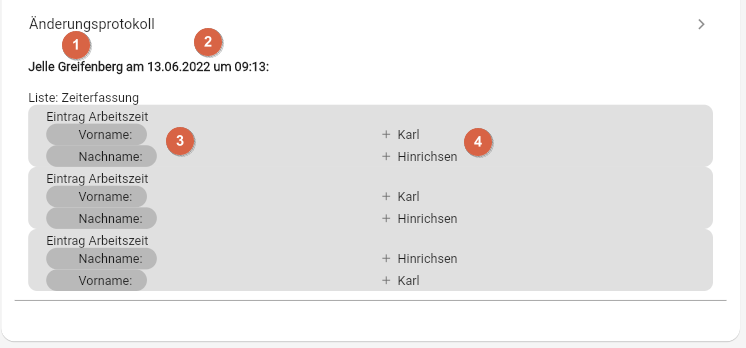 Änderungsprotokoll
1 2
Jelle Greifenberg am 13.06.2022 um 09:13:
Liste: Zeiterfassung
Eintrag Arbeitszeit
Vorname: 3 + Karl 4
Nachname: + Hinrichsen
Eintrag Arbeitszeit
Vorname: + Karl
Nachname: + Hinrichsen
Eintrag Arbeitszeit
Nachname: + Hinrichsen
Vorname: + Karl